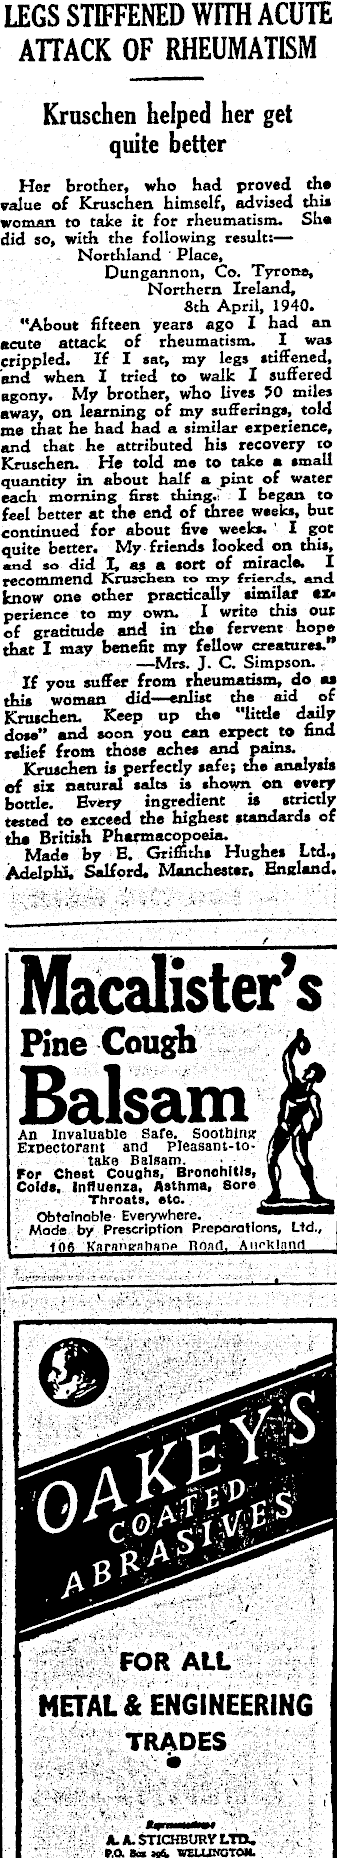 LEGS STIFFENED WITH ACUTE
ATTACK OF RHEUMATISM
Kruschen helped her get
quite better
Her brother, who had proved the
value of Kruschen himself, advised this
woman to take it for rheumatism. She
did so, with the following result:—
Northland Place,
Dungannon, Co. Tyrone,
Northern Ireland,
8th April, 1940.
"About fifteen years ago I had an
acute attack of rheumatism. I was
crippled. If I sat, my legs stiffened,
and when I tried to walk I suffered
agony. My brother, who lives 50 miles
away, on learning of my sufferings, told
me that he had had a similar experience,
and that he attributed his recovery to
Kruschen. He told me to take a small
quantity in about half a pint of water
each morning first thing. I began to
feel better at the end of three weeks, but
continued for about five weeks. I got
quite better. My friends looked on this,
and so did I, as a sort of miracle. I
recommend Kruschen to my friends, and
know one other practically similar ex-
perience to my own. I write this out
of gratitude and in the fervent hope
that I may benefit my fellow creatures."
—Mrs. J. C. Simpson.
If you suffer from rheumatism, do as
this woman did—enlist the aid of
Kruschen. Keep up the "little daily
dose" and soon you can expect to find
relief from those aches and pains.
Kruschen is perfectly safe; the analysis
of six natural salts is shown on every
bottle. Every ingredient is strictly
tested to exceed the highest standards of
the British Pharmacopoeia.
Made by E. Griffiths Hughes Ltd.,
Adelphi, Salford, Manchester, England.
Macalister's
Pine Cough
Balsam
An Invaluable Safe, Soothing
Expectorant and Pleasant-to-
take Balsam.
For Chest Coughs, Bronchitis,
Colds, Influenza, Asthma, Sore
Throats, etc.
Obtainable Everywhere.
Made by Prescription Preparations, Ltd.,
106 Karangahape Road, Auckland
OAKEY'S
COATED
ABRASIVES
FOR ALL
METAL & ENGINEERING
TRADES
Representatives
A. A. STICHBURY LTD.,
P.O. Box 296, WELLINGTON.